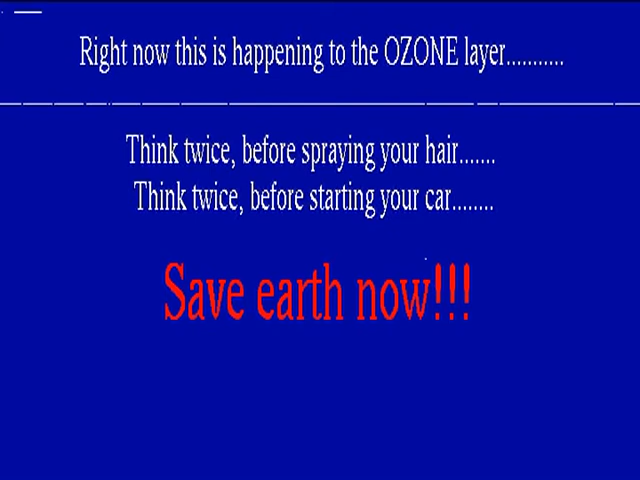 Right now this is happening to the OZONE layer...........
Think twice, before spraying your hair.......
Think twice, before starting your car........
Save earth now!!!